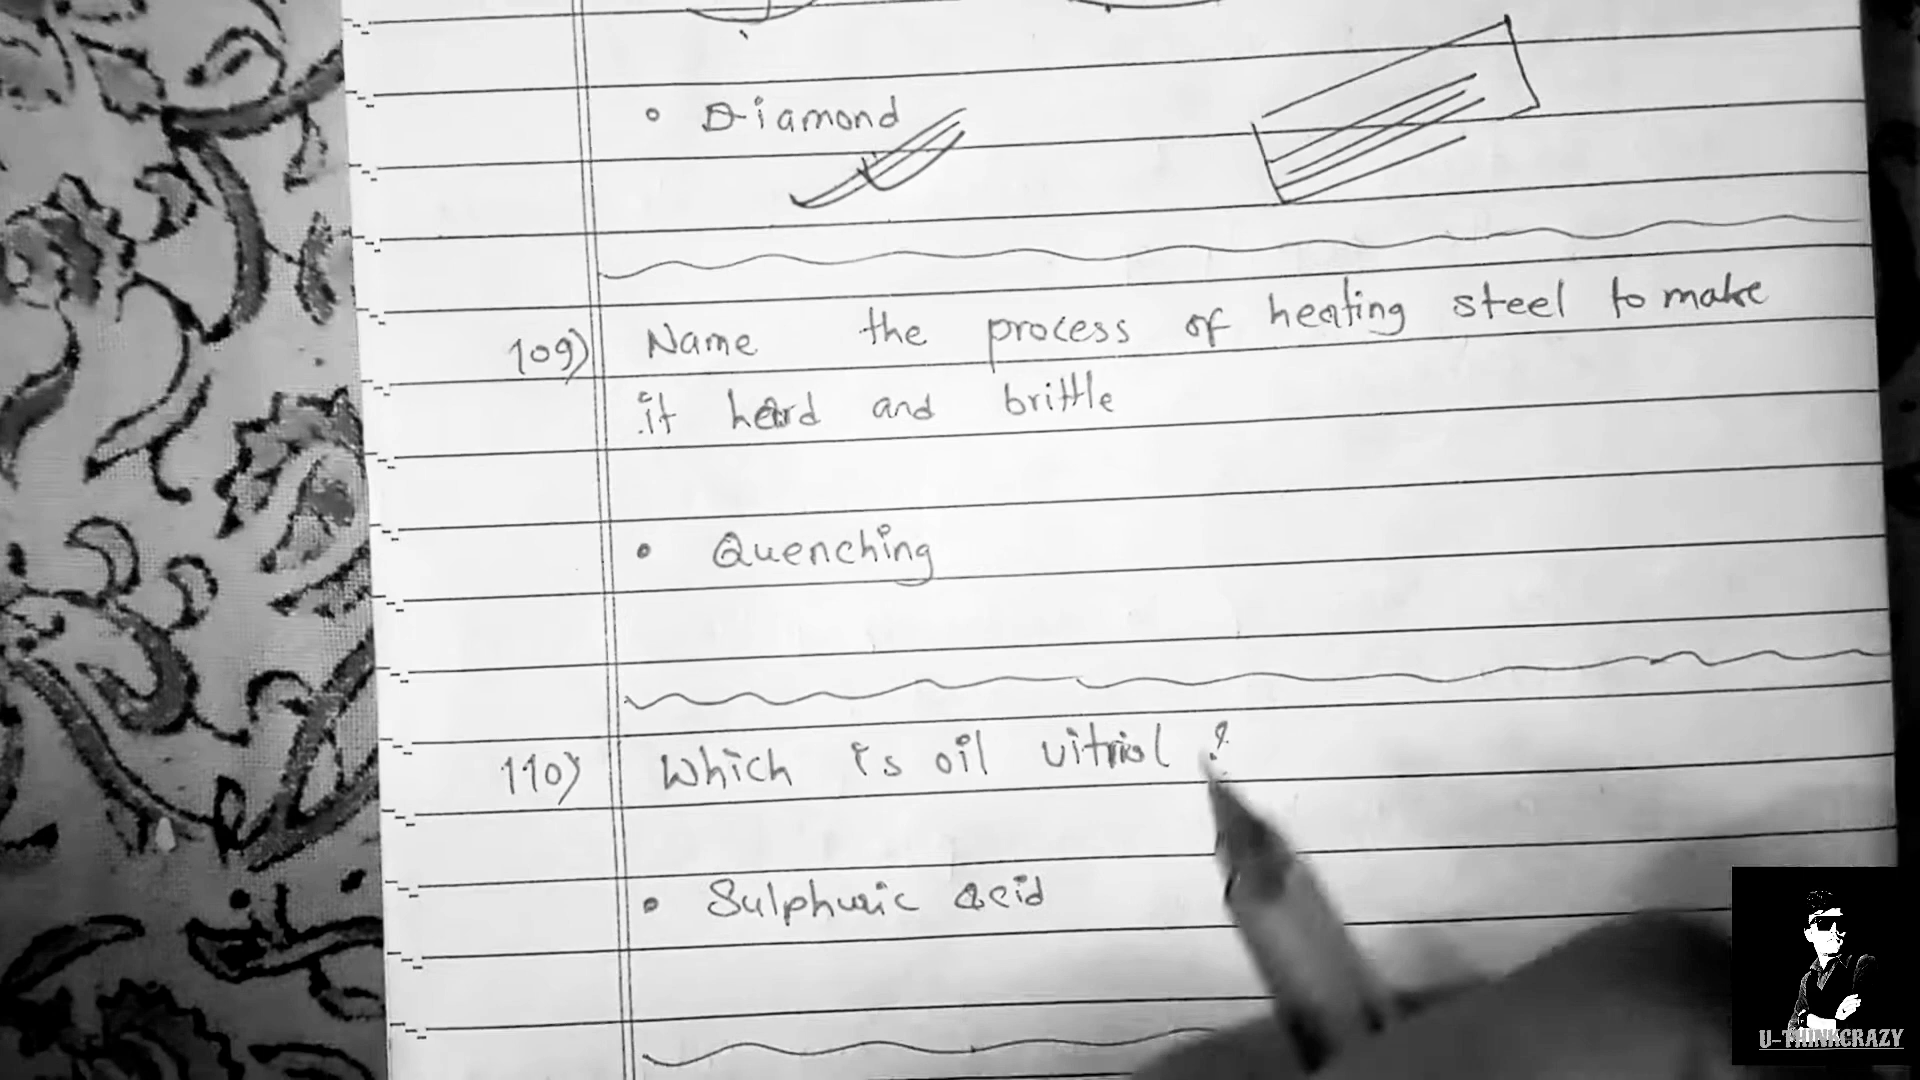 • Diamond
109) Name the process of heating steel to make
it hard and brittle
• Quenching
110) Which is oil vitriol ?
• Sulphuric acid
U-THINKCRAZY